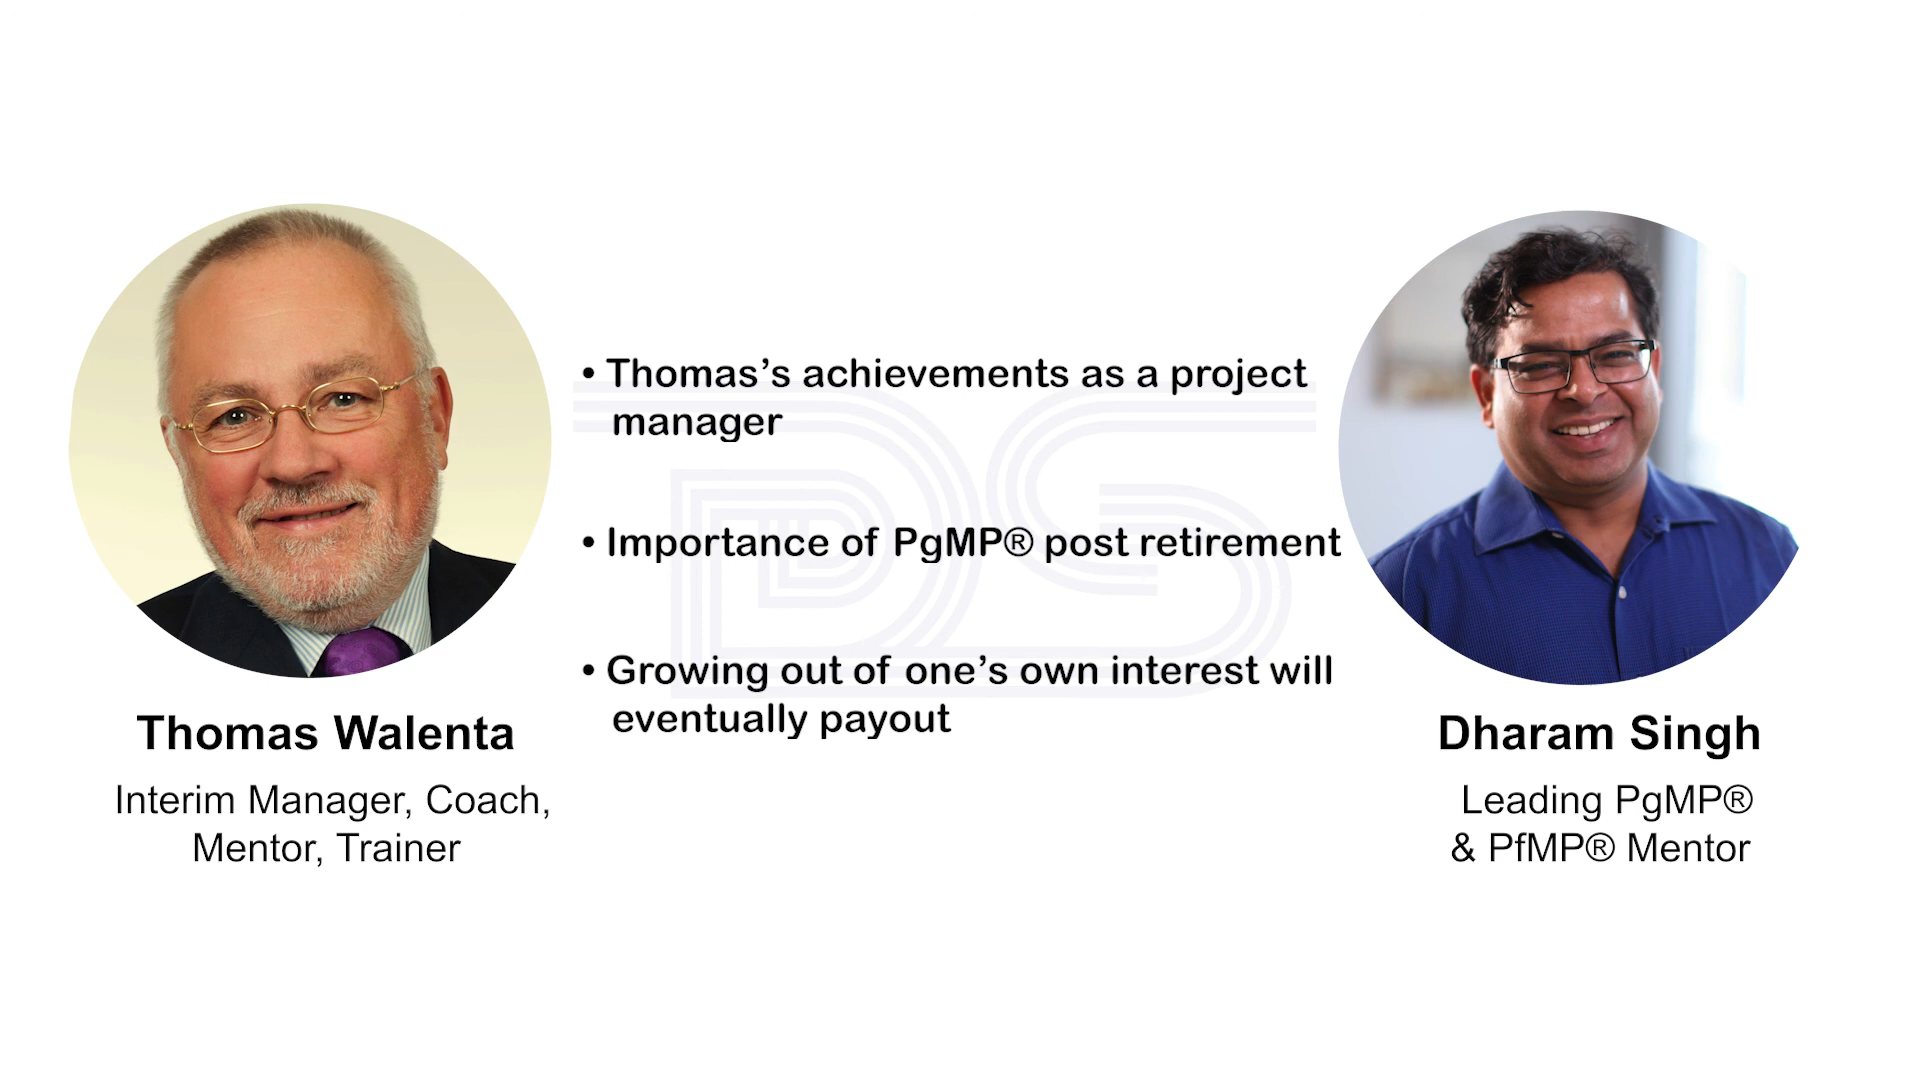 • Thomas’s achievements as a project
manager
• Importance of PgMP® post retirement
• Growing out of one’s own interest will
eventually payout
Thomas Walenta
Interim Manager, Coach,
Mentor, Trainer
Dharam Singh
Leading PgMP®
& PfMP® Mentor
DS